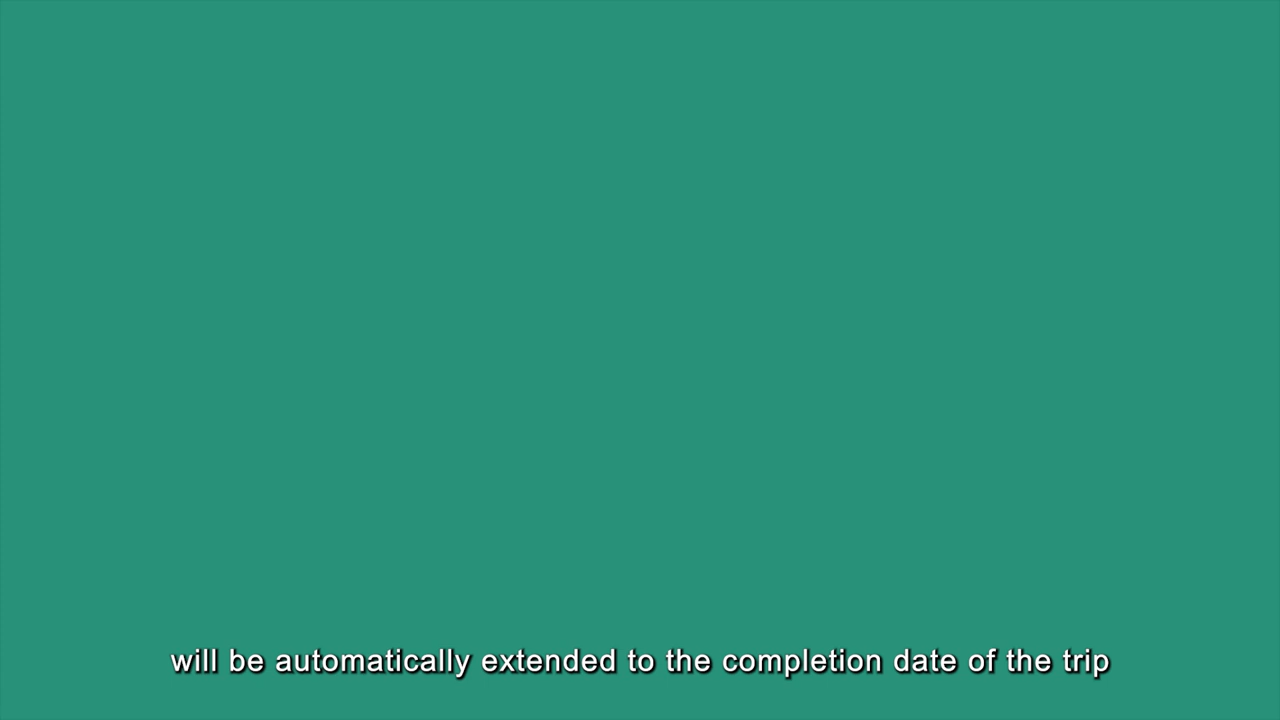 will be automatically extended to the completion date of the trip